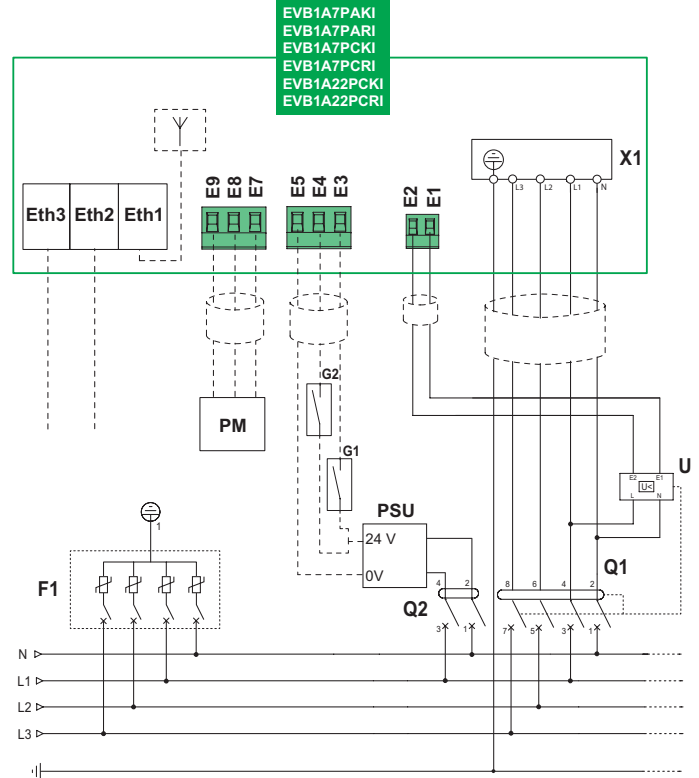 EVB1A7PAKI
EVB1A7PARI
EVB1A7PCKI
EVB1A7PCRI
EVB1A22PCKI
EVB1A22PCRI
X1
L3 L2 L1 N
Eth3 Eth2 Eth1
E9 E8 E7
E5 E4 E3
E2 E1
G2
PM
G1
U
E2 E1
U<
L N
PSU
24 V
0V
1
F1
Q1
8 6 4 2
4 2
Q2
3 1
7 5 3 1
N
L1
L2
L3